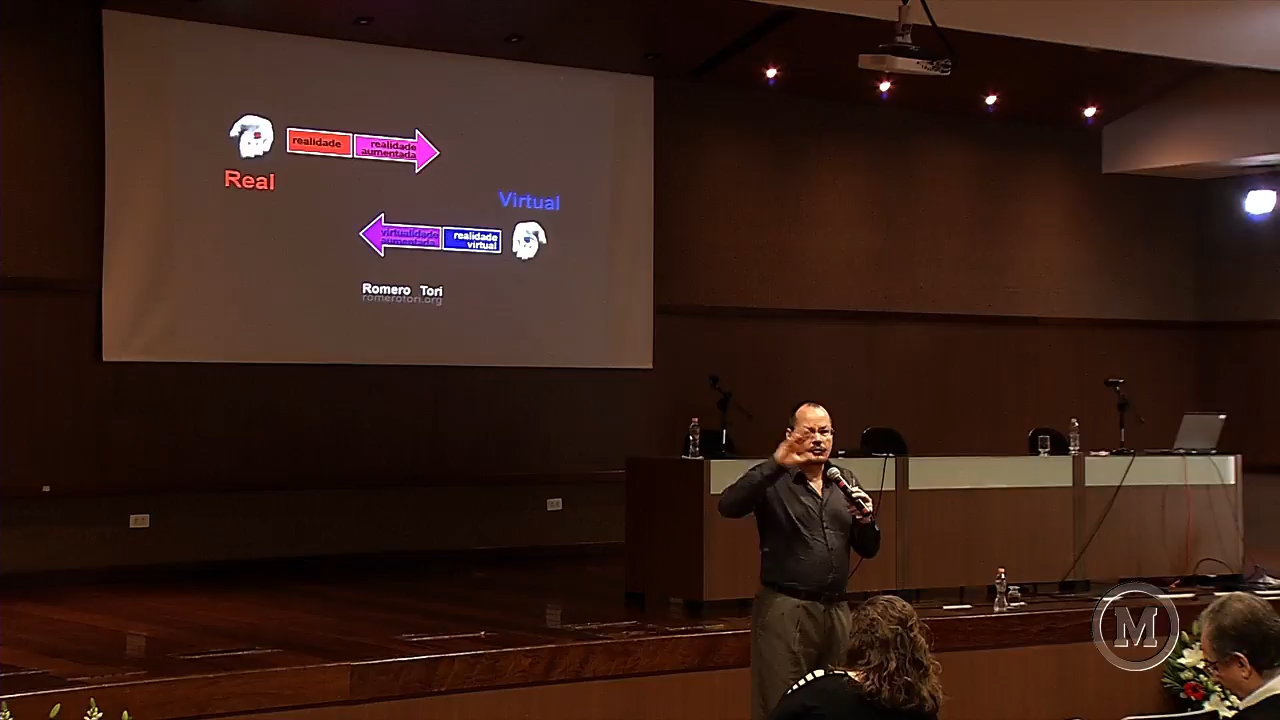 realidade
realidade
aumentada
Real
Virtual
virtualidade
aumentada
realidade
virtual
Romero Tori
romerotori.org
M